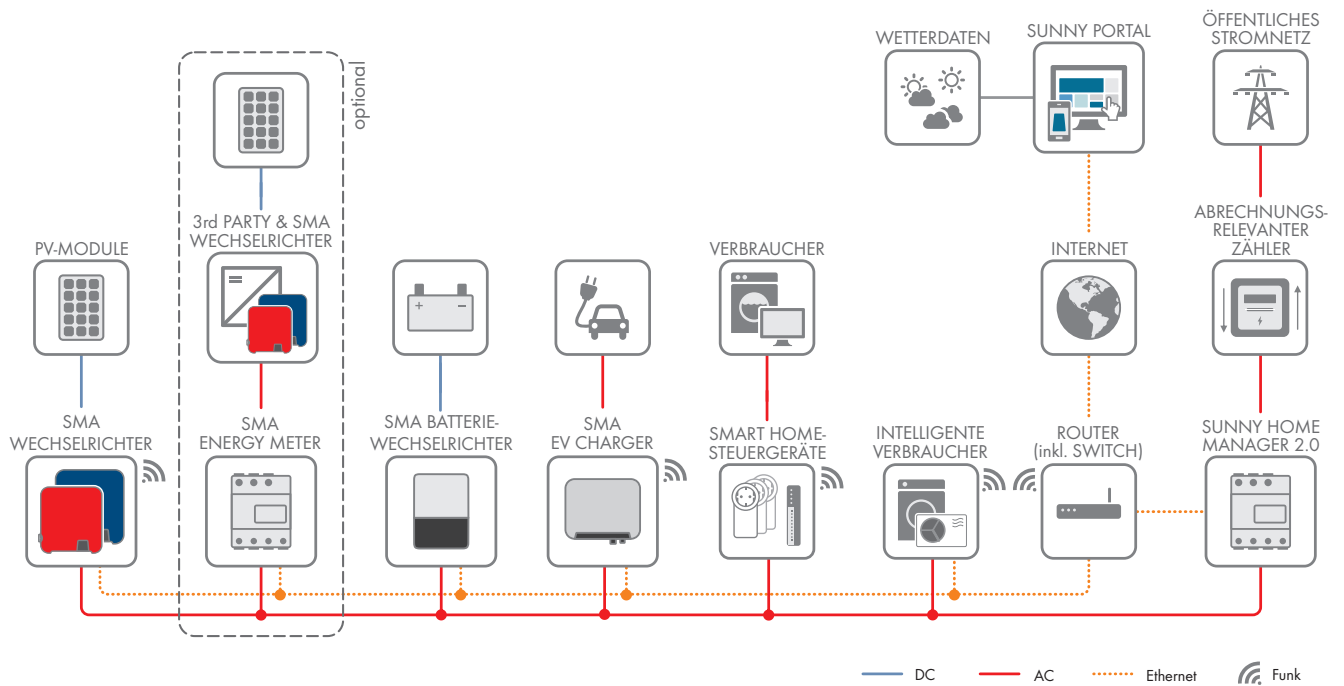 ÖFFENTLICHES
STROMNETZ
WETTERDATEN
SUNNY PORTAL
optional
3rd PARTY & SMA
WECHSELRICHTER
ABRECHNUNGS-
RELEVANTER
ZÄHLER
PV-MODULE
VERBRAUCHER
INTERNET
SMA
WECHSELRICHTER
SMA
ENERGY METER
SMA BATTERIE-
WECHSELRICHTER
SMA
EV CHARGER
SMART HOME-
STEUERGERÄTE
INTELLIGENTE
VERBRAUCHER
ROUTER
(inkl. SWITCH)
SUNNY HOME
MANAGER 2.0
DC
AC
Ethernet
Funk